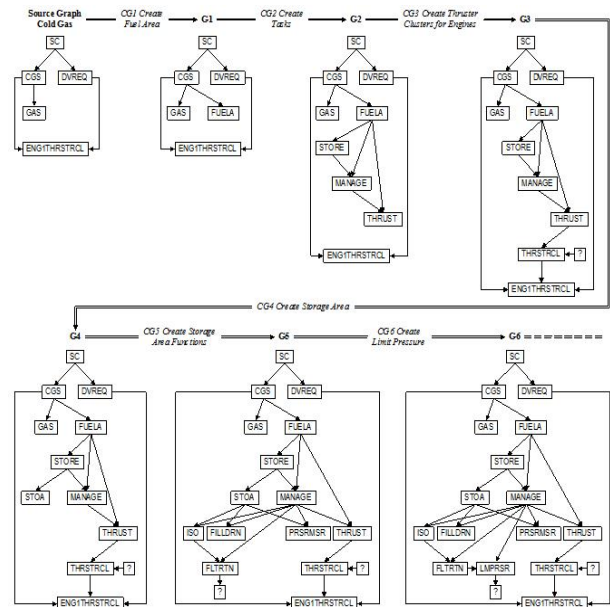 Source Graph CG1 Create G1 CG2 Create G2 CG3 Create Thruster G3
Cold Gas Fuel Area Tasks Clusters for Engines
SC SC SC SC
CGS DVREQ CGS DVREQ CGS DVREQ CGS DVREQ
GAS GAS FUELA GAS FUELA GAS FUELA
STORE STORE
ENG1THRSTRCL ENG1THRSTRCL
MANAGE MANAGE
THRUST THRUST
THRSTRCL ?
ENG1THRSTRCL
ENG1THRSTRCL
CG4 Create Storage Area
G4 CG5 Create Storage G5 CG6 Create G6
Area Functions Limit Pressure
SC SC SC
CGS DVREQ CGS DVREQ CGS DVREQ
GAS FUELA GAS FUELA GAS FUELA
STORE STORE STORE
STOA MANAGE STOA MANAGE STOA MANAGE
THRUST ISO FILLDRN PRSRMSR THRUST ISO FILLDRN PRSRMSR THRUST
THRSTRCL ? FLTRTN THRSTRCL ? FLTRTN LMPRSR THRSTRCL ?
? ?
ENG1THRSTRCL ENG1THRSTRCL ENG1THRSTRCL